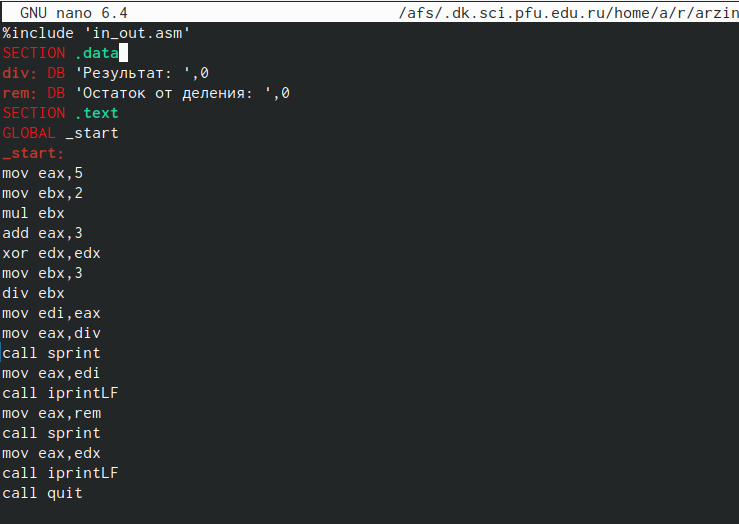 GNU nano 6.4 /afs/.dk.sci.pfu.edu.ru/home/a/r/arzin
%include 'in_out.asm'
SECTION .data
div: DB 'Результат: ',0
rem: DB 'Остаток от деления: ',0
SECTION .text
GLOBAL _start
_start:
mov eax,5
mov ebx,2
mul ebx
add eax,3
xor edx,edx
mov ebx,3
div ebx
mov edi,eax
mov eax,div
call sprint
mov eax,edi
call iprintLF
mov eax,rem
call sprint
mov eax,edx
call iprintLF
call quit